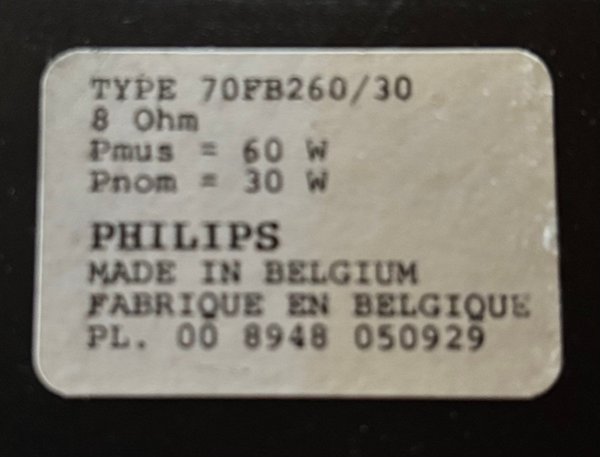 TYPE 70FB260/30
8 Ohm
Pmus = 60 W
Pnom = 30 W
PHILIPS
MADE IN BELGIUM
FABRIQUE EN BELGIQUE
PL. 00 8948 050929